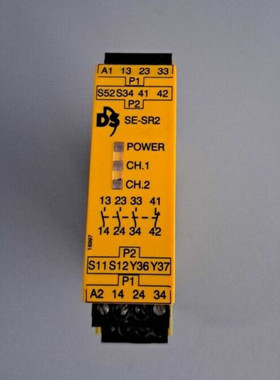 A1 13 23 33
P1
S52 S34 41 42
P2
SE-SR2
POWER
CH.1
CH.2
13 23 33 41
14 24 34 42
P2
S11 S12 Y36 Y37
P1
A2 14 24 34